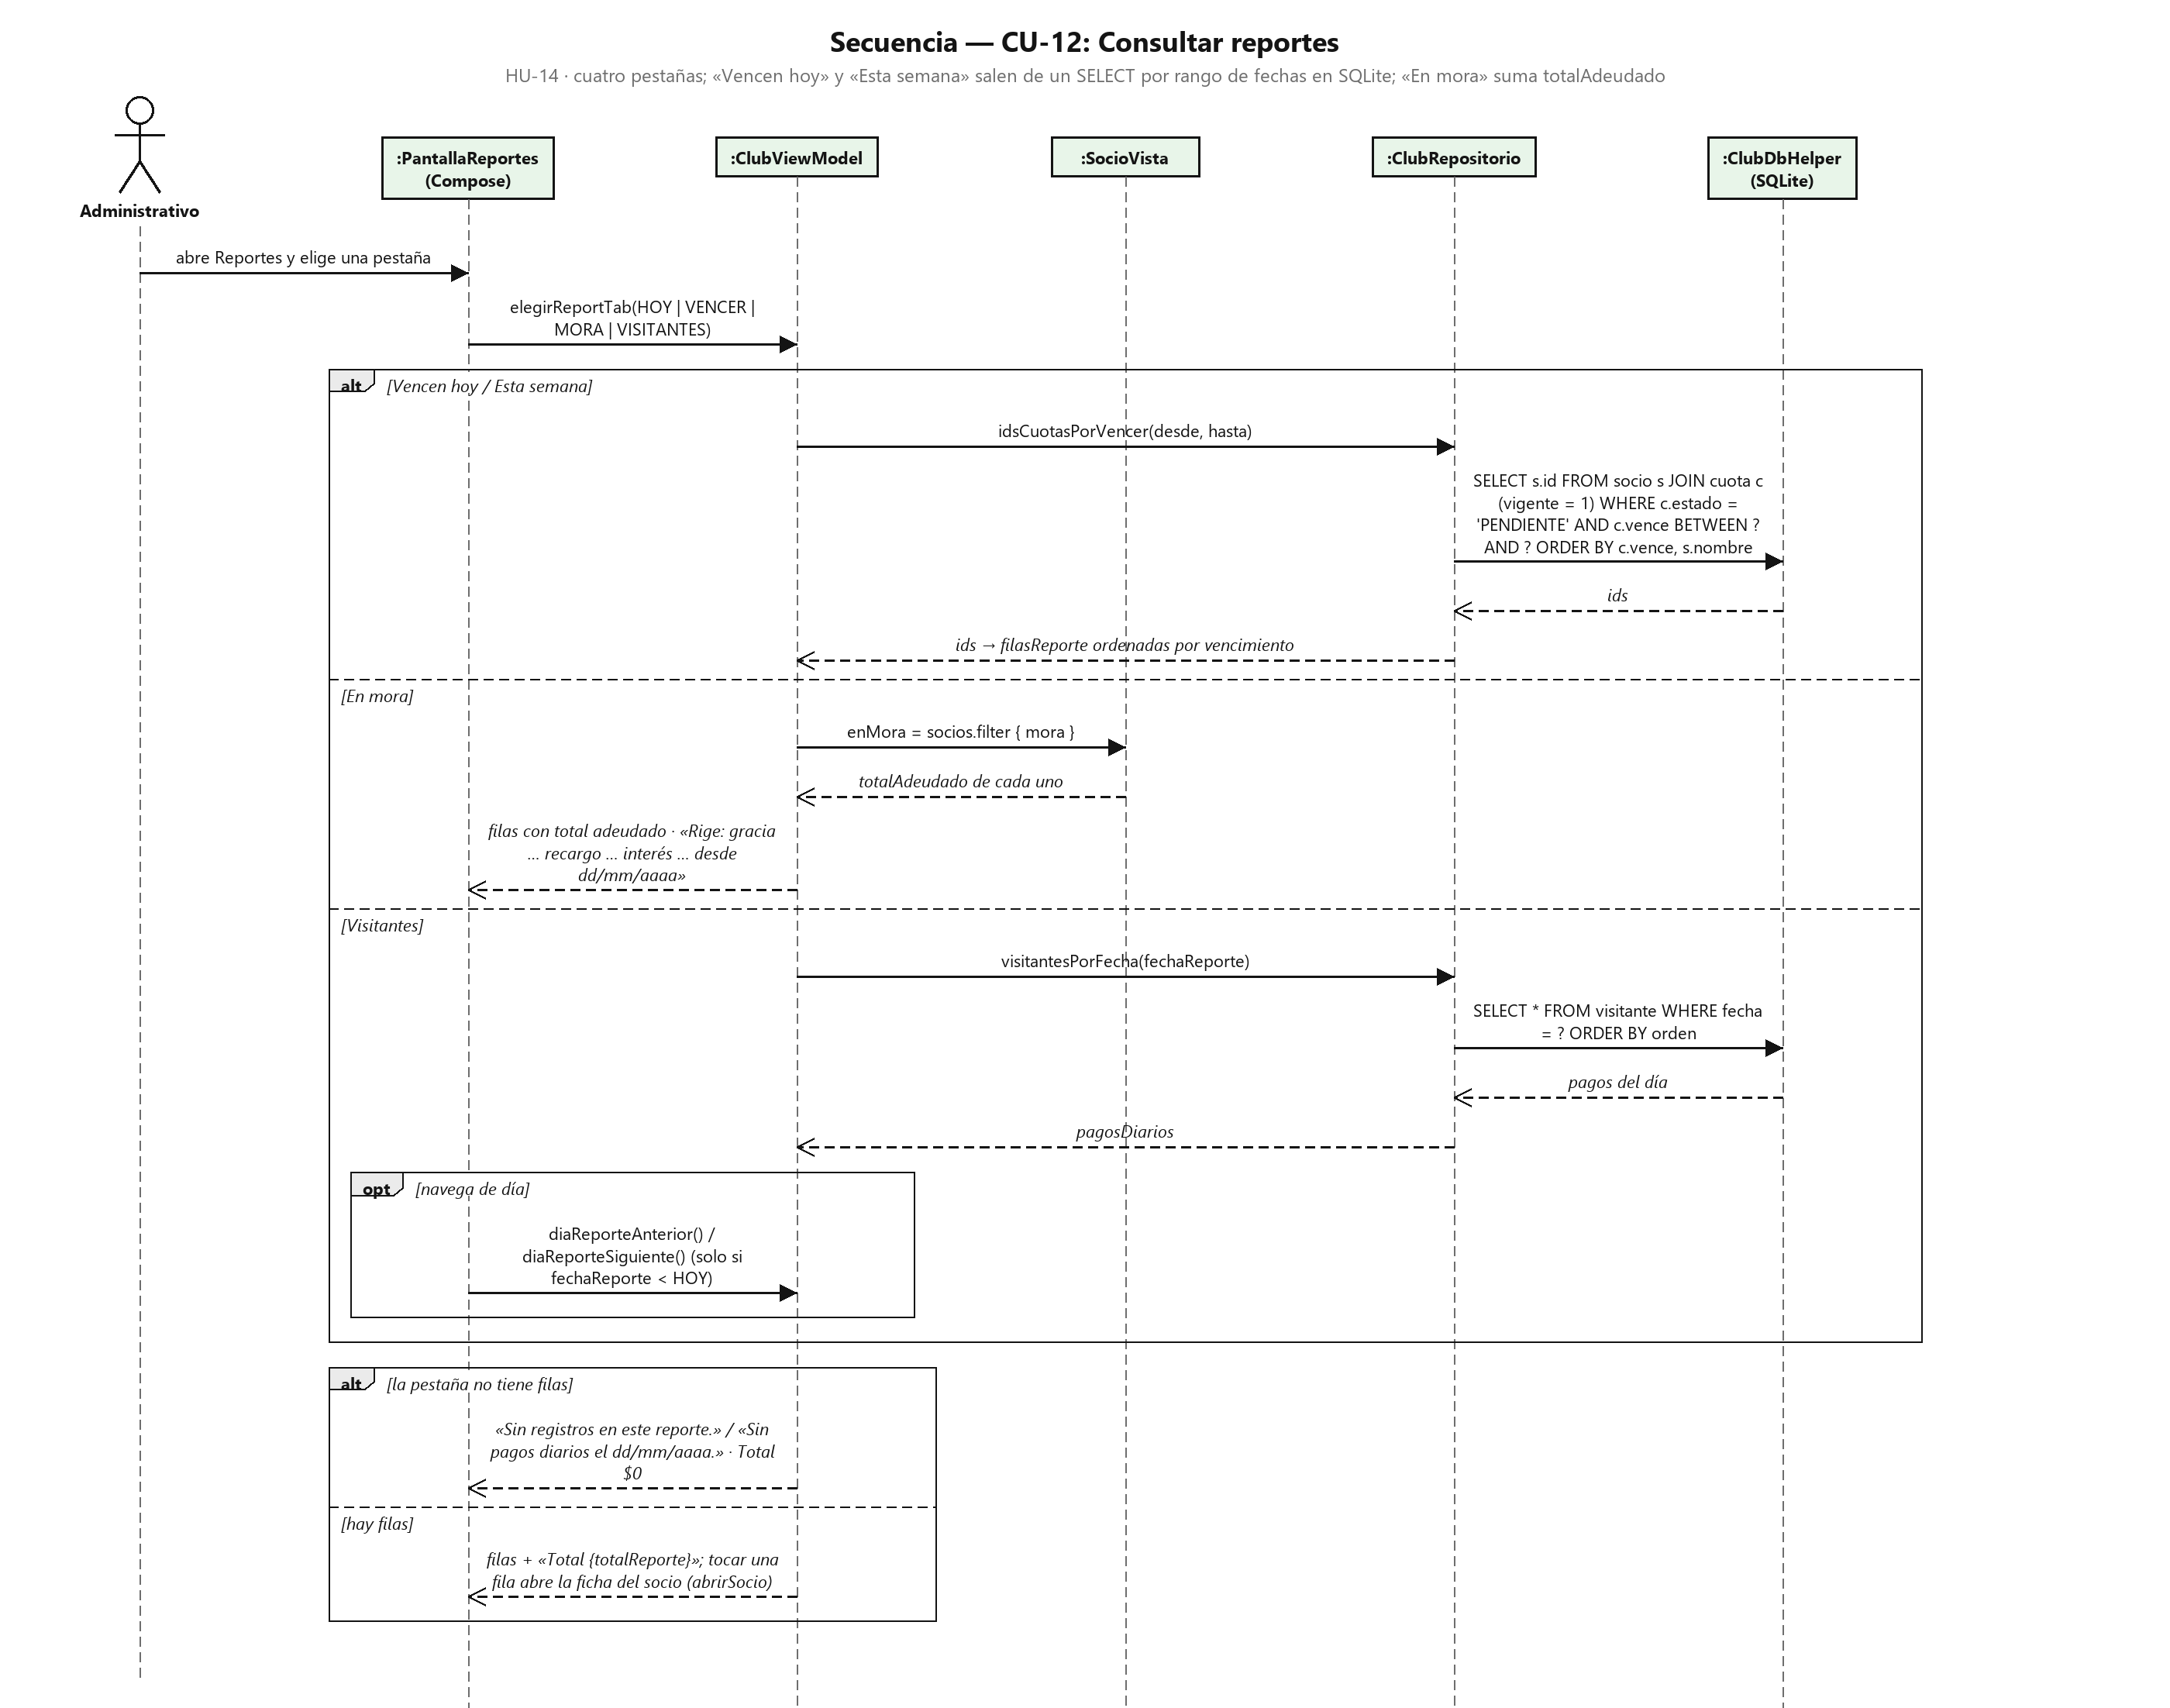 Secuencia — CU-12: Consultar reportes
HU-14 · cuatro pestañas; «Vencen hoy» y «Esta semana» salen de un SELECT por rango de fechas en SQLite; «En mora» suma totalAdeudado
Administrativo
:PantallaReportes
(Compose)
:ClubViewModel
:SocioVista
:ClubRepositorio
:ClubDbHelper
(SQLite)
abre Reportes y elige una pestaña
elegirReportTab(HOY | VENCER |
MORA | VISITANTES)
alt [Vencen hoy / Esta semana]
idsCuotasPorVencer(desde, hasta)
SELECT s.id FROM socio s JOIN cuota c
(vigente = 1) WHERE c.estado =
'PENDIENTE' AND c.vence BETWEEN ?
AND ? ORDER BY c.vence, s.nombre
ids
ids → filasReporte ordenadas por vencimiento
[En mora]
enMora = socios.filter { mora }
totalAdeudado de cada uno
filas con total adeudado · «Rige: gracia
... recargo ... interés ... desde
dd/mm/aaaa»
[Visitantes]
visitantesPorFecha(fechaReporte)
SELECT * FROM visitante WHERE fecha
= ? ORDER BY orden
pagos del día
pagosDiarios
opt [navega de día]
diaReporteAnterior() /
diaReporteSiguiente() (solo si
fechaReporte < HOY)
alt [la pestaña no tiene filas]
«Sin registros en este reporte.» / «Sin
pagos diarios el dd/mm/aaaa.» · Total
$0
[hay filas]
filas + «Total {totalReporte}»; tocar una
fila abre la ficha del socio (abrirSocio)